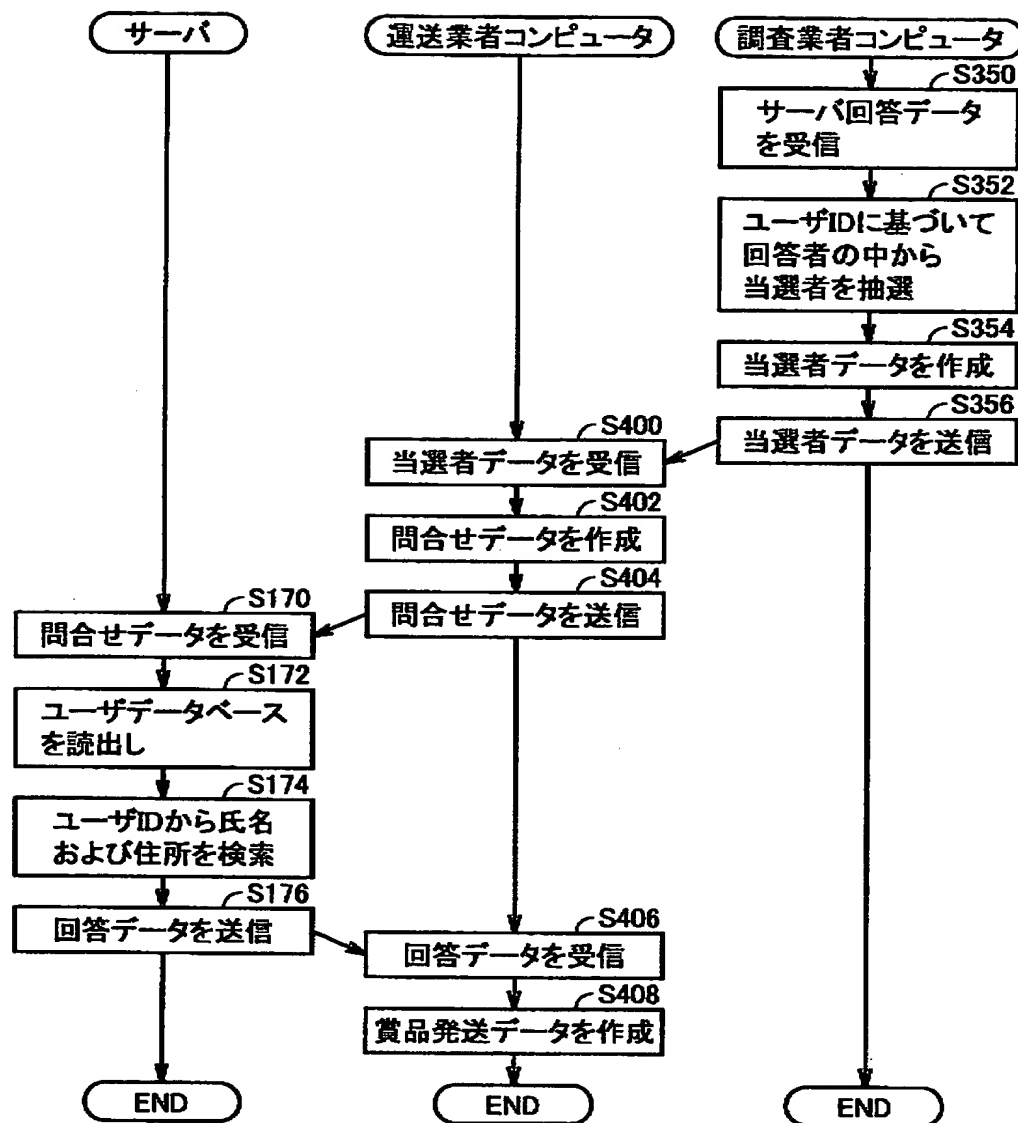 サーバ
運送業者コンピュータ
調査業者コンピュータ
S350
サーバ回答データ
を受信
S352
ユーザIDに基づいて
回答者の中から
当選者を抽選
S354
当選者データを作成
S356
当選者データを送信
S400
当選者データを受信
S402
問合せデータを作成
S404
問合せデータを送信
S170
問合せデータを受信
S172
ユーザデータベース
を読出し
S174
ユーザIDから氏名
および住所を検索
S176
回答データを送信
S406
回答データを受信
S408
賞品発送データを作成
END
END
END